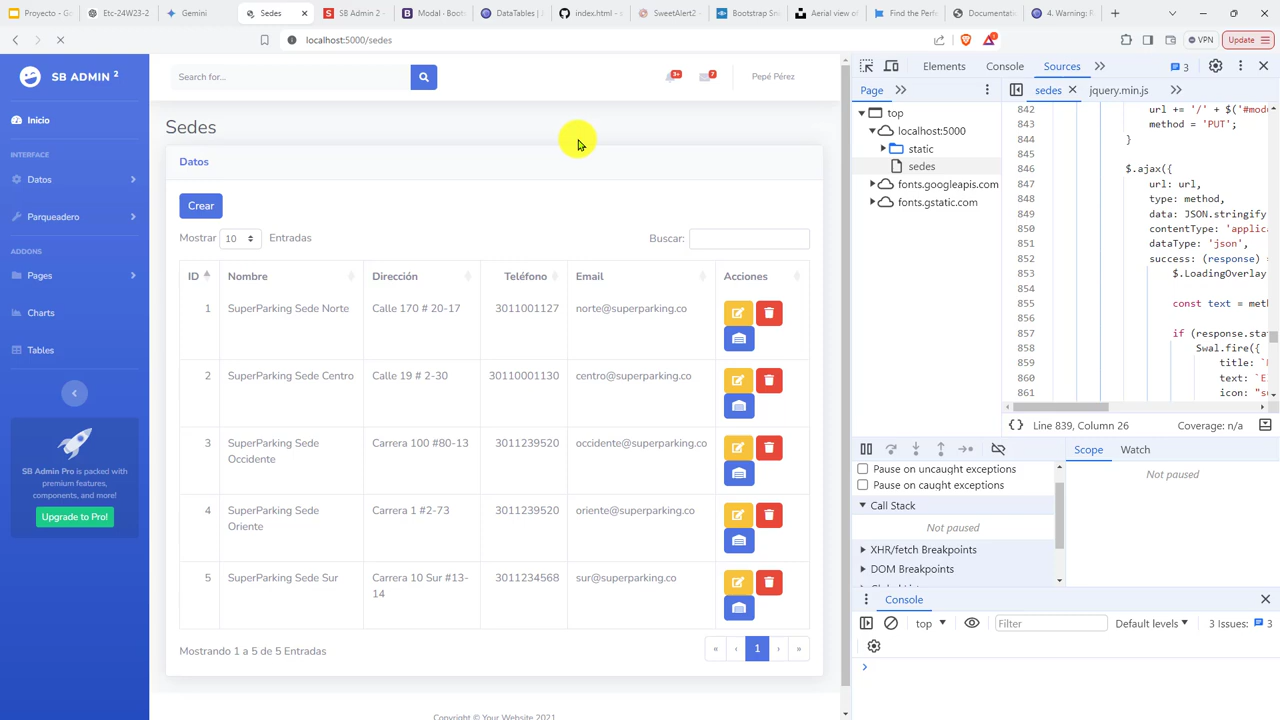 Proyecto - Go
Etc-24W23-2
Gemini
Sedes
SB Admin 2 -
Modal · Boot
DataTables |
index.html -
SweetAlert2
Bootstrap Sni
Aerial view of
Find the Perfe
Documentati
4. Warning: R
localhost:5000/sedes
VPN
Update
SB ADMIN 2
Search for...
3+
7
Pepé Pérez
Inicio
INTERFACE
Datos
Parqueadero
ADDONS
Pages
Charts
Tables
SB Admin Pro is packed with
premium features,
components, and more!
Upgrade to Pro!
Sedes
Datos
Crear
Mostrar 10 Entradas
Buscar:
ID Nombre Dirección Teléfono Email Acciones
1 SuperParking Sede Norte Calle 170 # 20-17 3011001127 norte@superparking.co
2 SuperParking Sede Centro Calle 19 # 2-30 30110001130 centro@superparking.co
3 SuperParking Sede Carrera 100 #80-13 3011239520 occidente@superparking.co
Occidente
4 SuperParking Sede Carrera 1 #2-73 3011239520 oriente@superparking.co
Oriente
5 SuperParking Sede Sur Carrera 10 Sur #13- 3011234568 sur@superparking.co
14
Mostrando 1 a 5 de 5 Entradas
« ‹ 1 › »
Copyright © Your Website 2021
Elements Console Sources 3
Page
sedes
jquery.min.js
top
localhost:5000
static
sedes
fonts.googleapis.com
fonts.gstatic.com
842 url += '/' + $('#modu
843 method = 'PUT';
844 }
845
846 $.ajax({
847 url: url,
848 type: method,
849 data: JSON.stringify
850 contentType: 'applica
851 dataType: 'json',
852 success: (response) =
853 $.LoadingOverlay
854
855 const text = meth
856
857 if (response.sta
858 Swal.fire({
859 title: `
860 text: `E
861 icon: "su
{ } Line 839, Column 26 Coverage: n/a
Pause on uncaught exceptions
Pause on caught exceptions
Call Stack
Not paused
XHR/fetch Breakpoints
DOM Breakpoints
Scope Watch
Not paused
Console
top
Filter
Default levels
3 Issues: 3